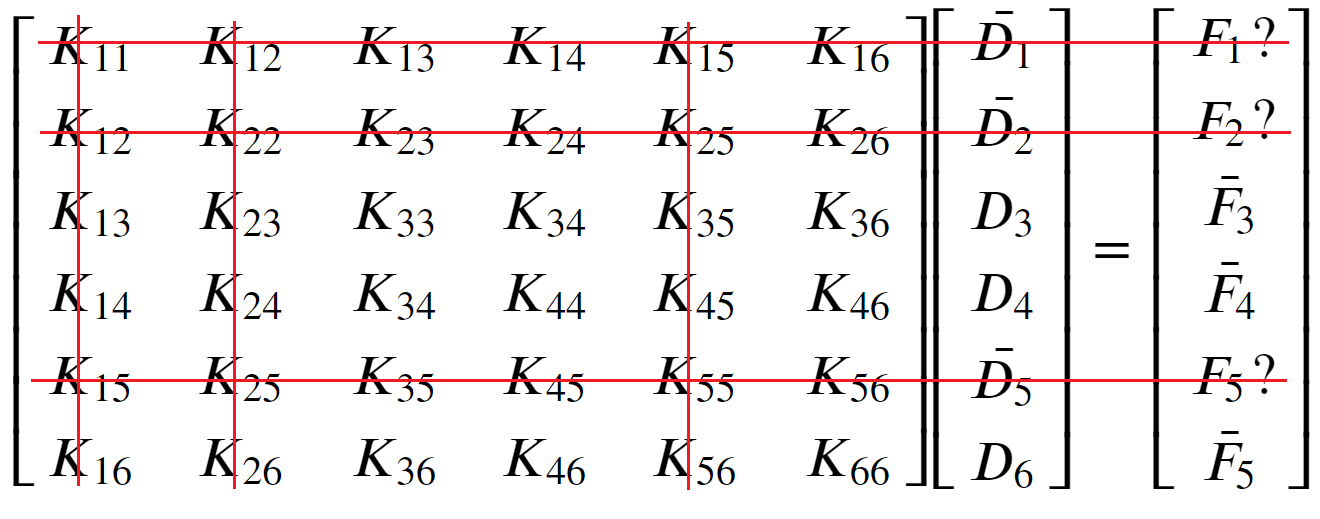 K₁₁ K₁₂ K₁₃ K₁₄ K₁₅ K₁₆ D̄₁ F₁ ?
K₁₂ K₂₂ K₂₃ K₂₄ K₂₅ K₂₆ D̄₂ F₂ ?
K₁₃ K₂₃ K₃₃ K₃₄ K₃₅ K₃₆ D₃ F̄₃
=
K₁₄ K₂₄ K₃₄ K₄₄ K₄₅ K₄₆ D₄ F̄₄
K₁₅ K₂₅ K₃₅ K₄₅ K₅₅ K₅₆ D̄₅ F₅ ?
K₁₆ K₂₆ K₃₆ K₄₆ K₅₆ K₆₆ D₆ F̄₅